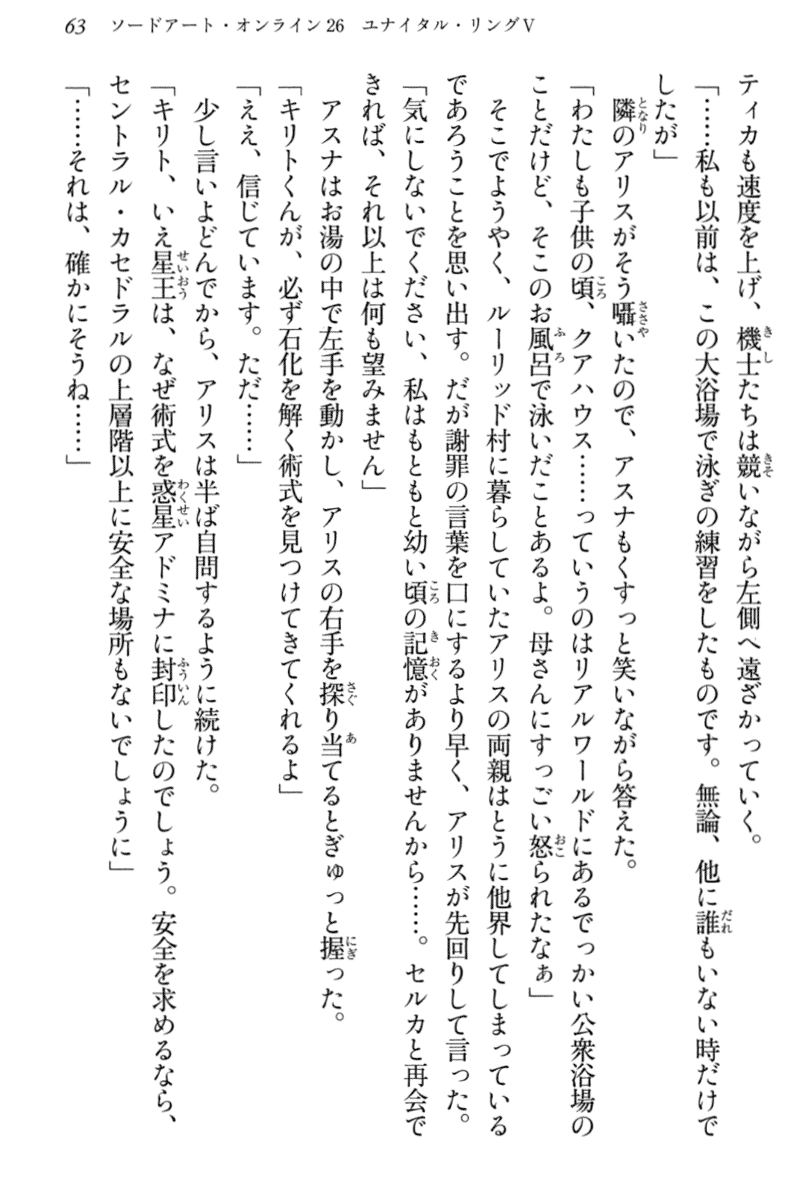 63　ソードアート・オンライン26　ユナイタル・リングⅤ
ティカも速度を上げ、機士たちは競いながら左側へ遠ざかっていく。
「……私も以前は、この大浴場で泳ぎの練習をしたものです。無論、他に誰もいない時だけで
したが」
　隣のアリスがそう囁いたので、アスナもくすっと笑いながら答えた。
「わたしも子供の頃、クアハウス……っていうのはリアルワールドにあるでっかい公衆浴場の
ことだけど、そこのお風呂で泳いだことあるよ。母さんにすっごい怒られたなぁ」
　そこでようやく、ルーリッド村に暮らしていたアリスの両親はとうに他界してしまっている
であろうことを思い出す。だが謝罪の言葉を口にするより早く、アリスが先回りして言った。
「気にしないでください、私はもともと幼い頃の記憶がありませんから……。セルカと再会で
きれば、それ以上は何も望みません」
　アスナはお湯の中で左手を動かし、アリスの右手を探り当てるとぎゅっと握った。
「キリトくんが、必ず石化を解く術式を見つけてきてくれるよ」
「ええ、信じています。ただ……」
　少し言いよどんでから、アリスは半ば自問するように続けた。
「キリト、いえ星王は、なぜ術式を惑星アドミナに封印したのでしょう。安全を求めるなら、
セントラル・カセドラルの上層階以上に安全な場所もないでしょうに」
「……それは、確かにそうね……」